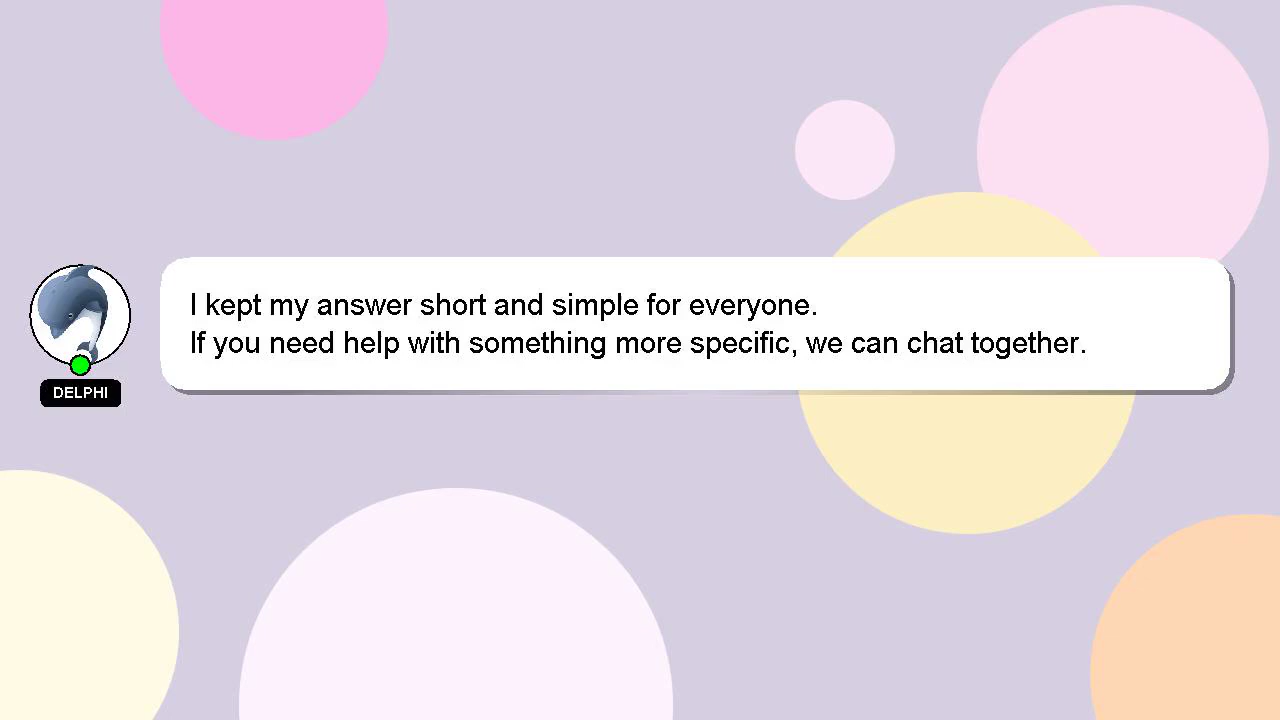 I kept my answer short and simple for everyone.
If you need help with something more specific, we can chat together.
DELPHI